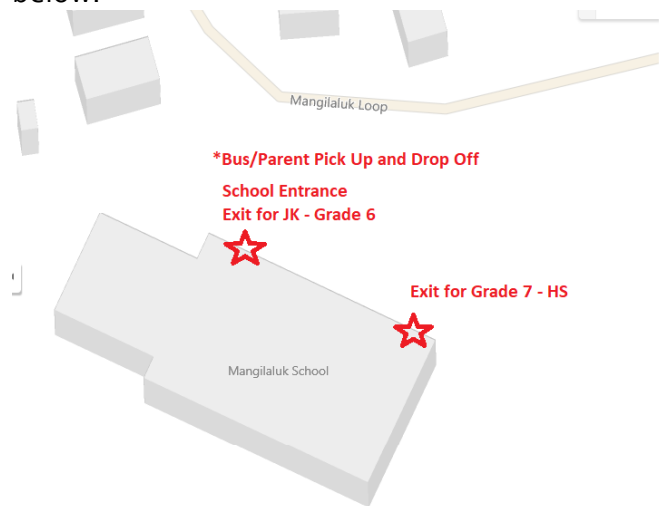 below.
Mangilaluk Loop
*Bus/Parent Pick Up and Drop Off
School Entrance
Exit for JK - Grade 6
Exit for Grade 7 - HS
Mangilaluk School